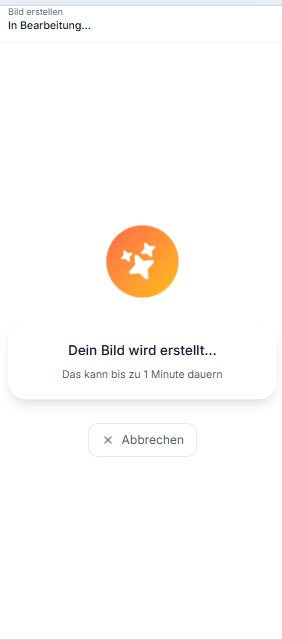 Bild erstellen
In Bearbeitung...
Dein Bild wird erstellt...
Das kann bis zu 1 Minute dauern
Abbrechen